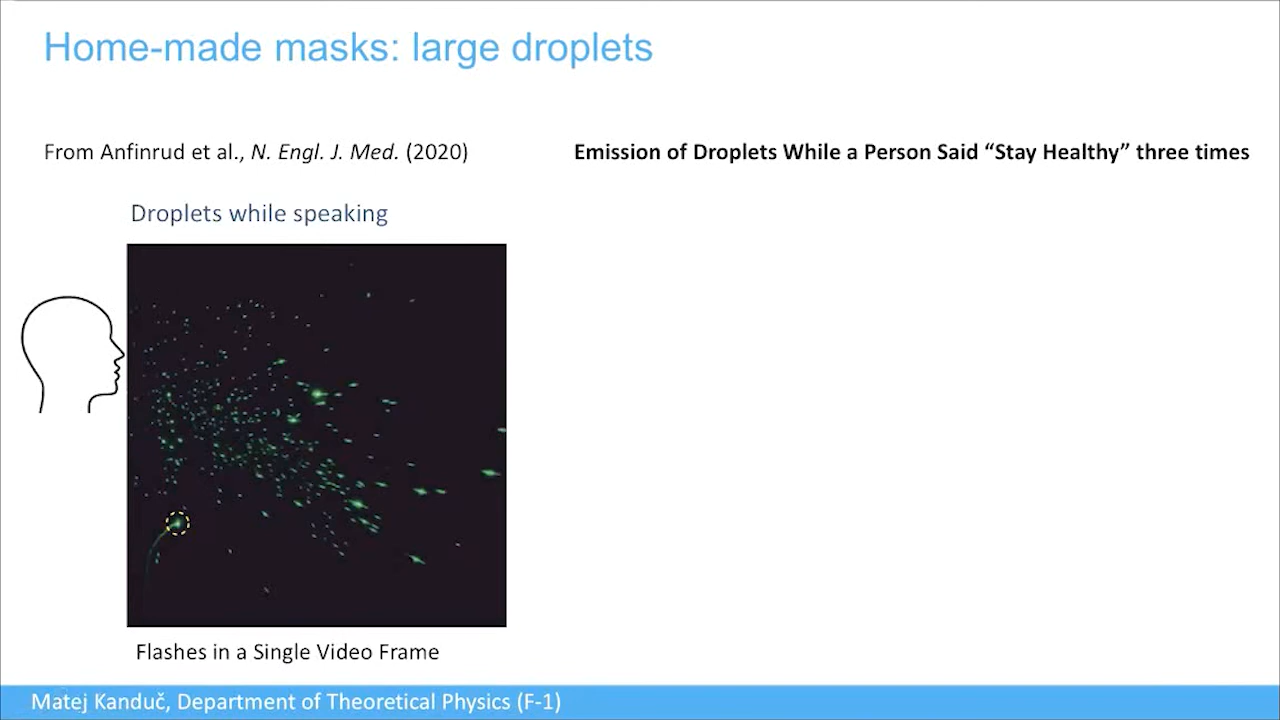 Home-made masks: large droplets
From Anfinrud et al., N. Engl. J. Med. (2020)
Emission of Droplets While a Person Said “Stay Healthy” three times
Droplets while speaking
Flashes in a Single Video Frame
Matej Kanduč, Department of Theoretical Physics (F-1)